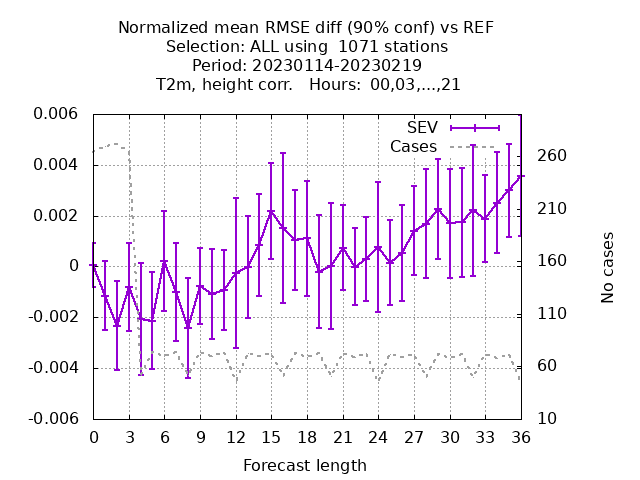 Normalized mean RMSE diff (90% conf) vs REF
Selection: ALL using  1071 stations
Period: 20230114-20230219
T2m, height corr.   Hours:  00,03,...,21
SEV
Cases
0.006
0.004
0.002
0
-0.002
-0.004
-0.006
260
210
160
110
60
10
No cases
0 3 6 9 12 15 18 21 24 27 30 33 36
Forecast length